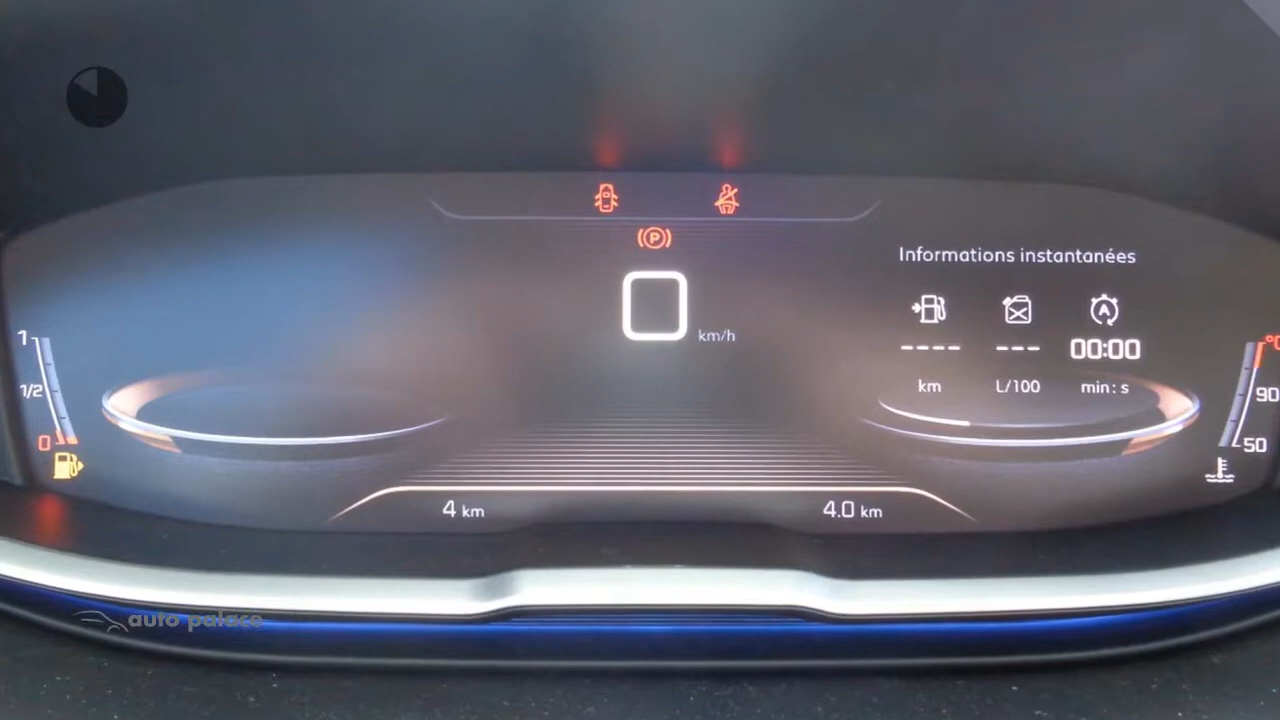 P
0
km/h
Informations instantanées
A
---- --- 00:00
km L/100 min : s
1
1/2
0
°C
90
50
4 km 4.0 km
auto palace